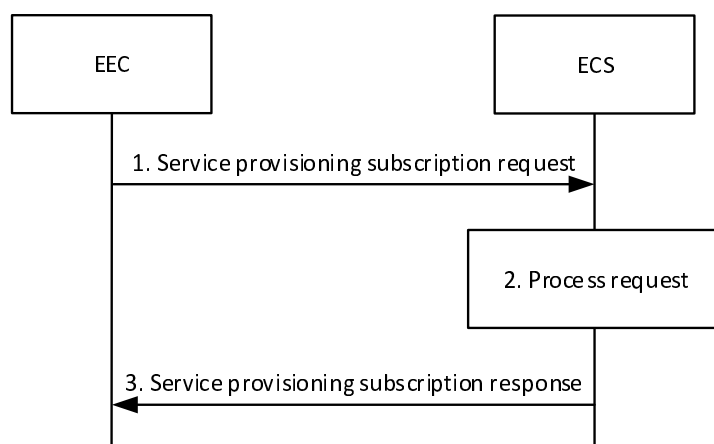 EEC
ECS
1. Service provisioning subscription request
2. Process request
3. Service provisioning subscription response